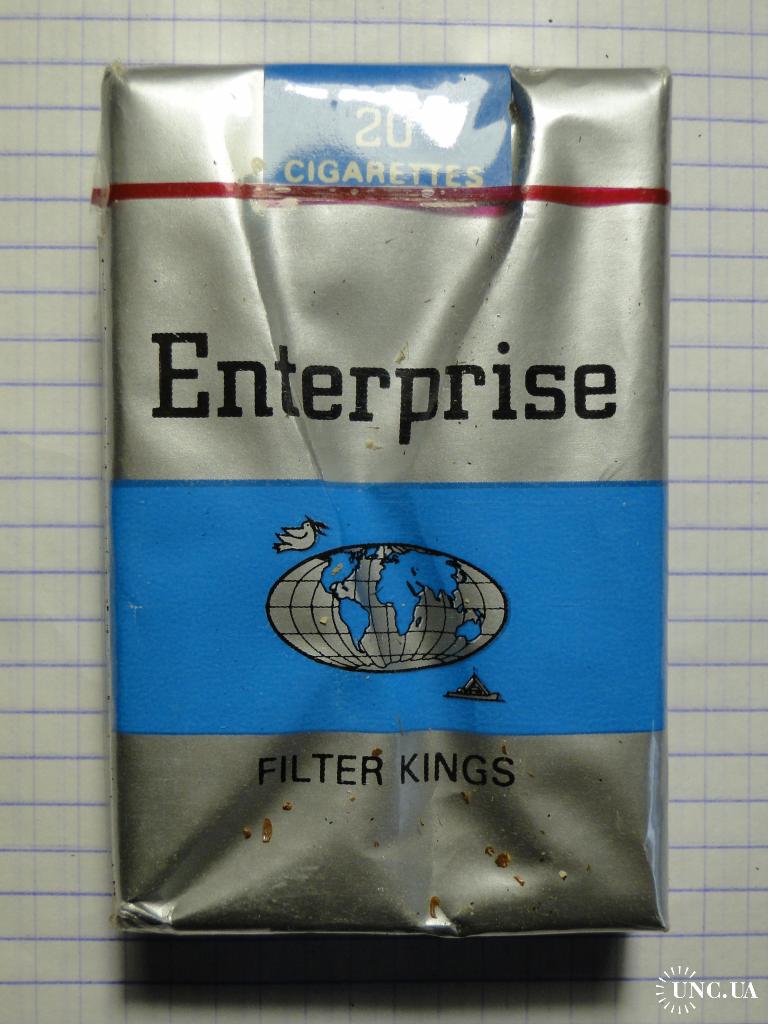 20
CIGARETTES
Enterprise
FILTER KINGS
UNC.UA